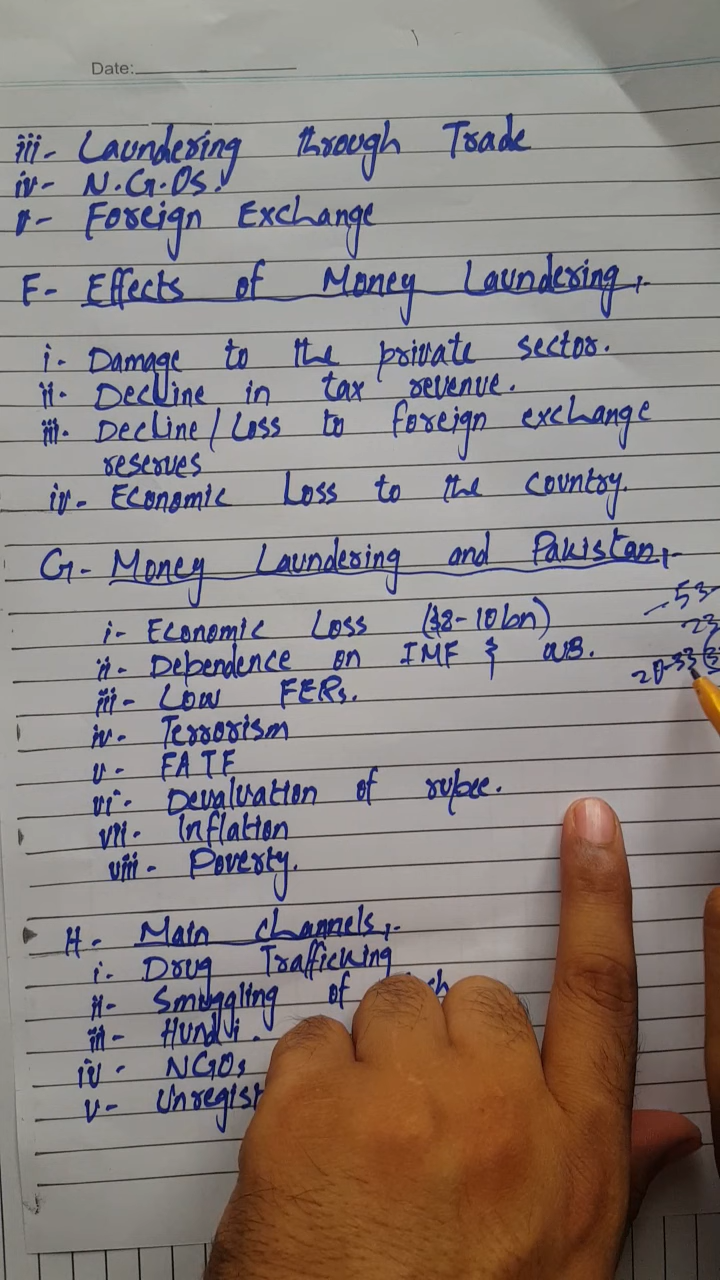 Date:
iii- Laundering through Trade
iv- N.G.Os.
v- Foreign Exchange
F- Effects of Money Laundering,-
i- Damage to the private sector.
ii- Decline in tax revenue.
iii- Decline/Loss to foreign exchange
reserves
iv- Economic Loss to the country.
G- Money Laundering and Pakistan,-
i- Economic Loss ($8-10bn)
ii- Dependence on IMF & WB.
iii- Low FERs.
iv- Terrorism
v- FATF
vi- Devaluation of rupee.
vii- Inflation
viii- Poverty.
H- Main channels,-
i- Drug Trafficking
ii- Smuggling of
iii- Hundi.
iv- NGOs
v-